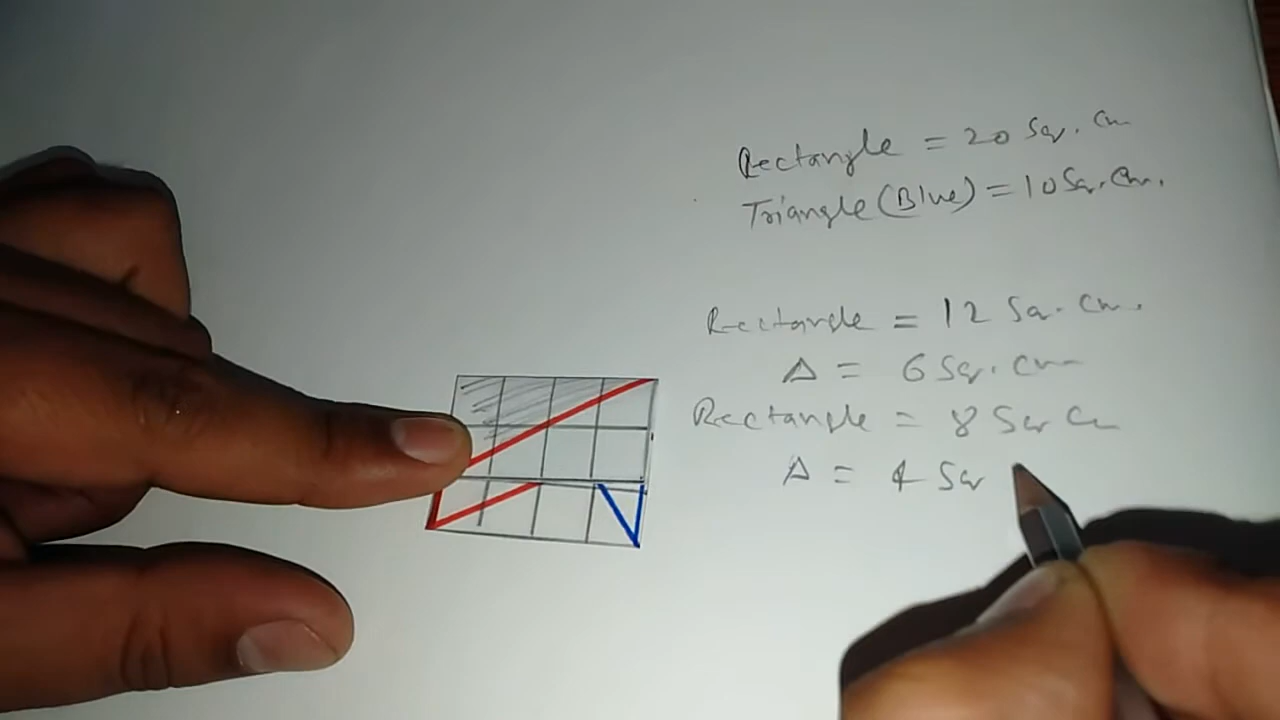 Rectangle = 20 Sq. Cm
Triangle (Blue) = 10 Sq. Cm.
Rectangle = 12 Sq. Cm.
Δ = 6 Sq. cm
Rectangle = 8 Sq Cm
Δ = 4 Sq